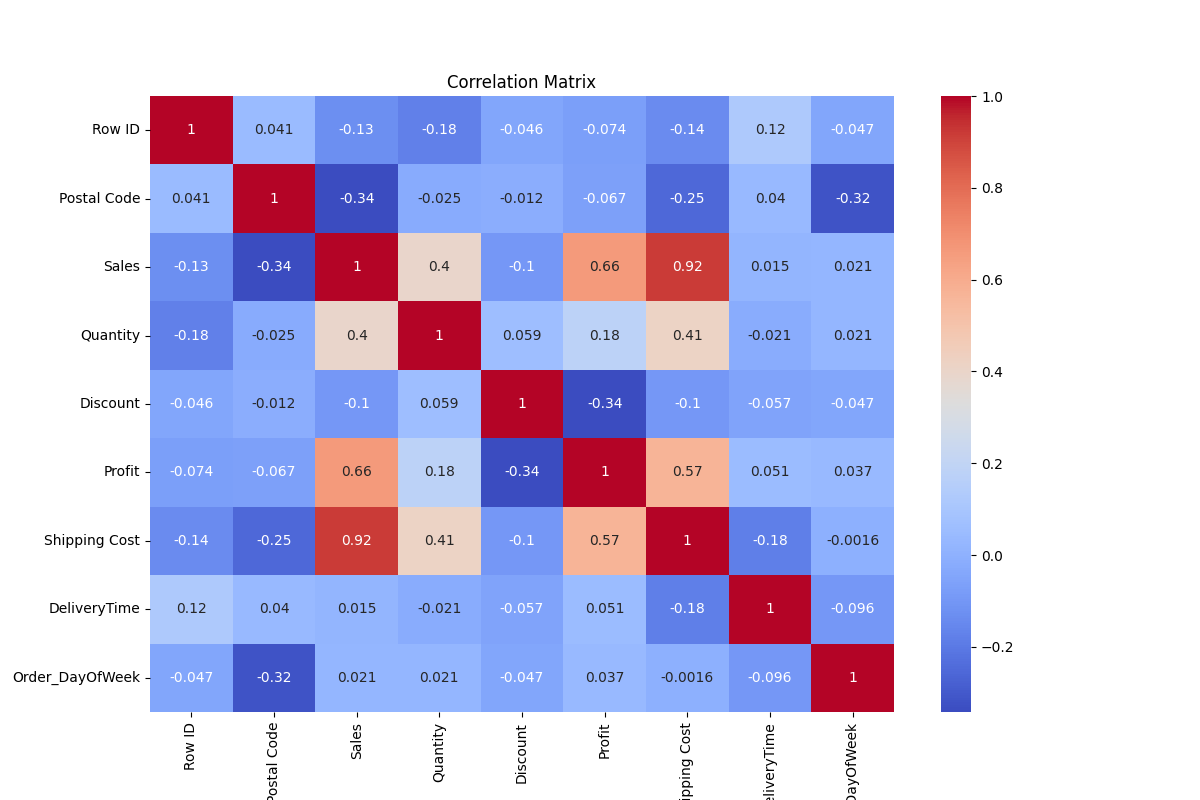 Correlation Matrix
Row ID 1 0.041 -0.13 -0.18 -0.046 -0.074 -0.14 0.12 -0.047
Postal Code 0.041 1 -0.34 -0.025 -0.012 -0.067 -0.25 0.04 -0.32
Sales -0.13 -0.34 1 0.4 -0.1 0.66 0.92 0.015 0.021
Quantity -0.18 -0.025 0.4 1 0.059 0.18 0.41 -0.021 0.021
Discount -0.046 -0.012 -0.1 0.059 1 -0.34 -0.1 -0.057 -0.047
Profit -0.074 -0.067 0.66 0.18 -0.34 1 0.57 0.051 0.037
Shipping Cost -0.14 -0.25 0.92 0.41 -0.1 0.57 1 -0.18 -0.0016
DeliveryTime 0.12 0.04 0.015 -0.021 -0.057 0.051 -0.18 1 -0.096
Order_DayOfWeek -0.047 -0.32 0.021 0.021 -0.047 0.037 -0.0016 -0.096 1
Row ID
Postal Code
Sales
Quantity
Discount
Profit
ipping Cost
eliveryTime
DayOfWeek
1.0
0.8
0.6
0.4
0.2
0.0
−0.2